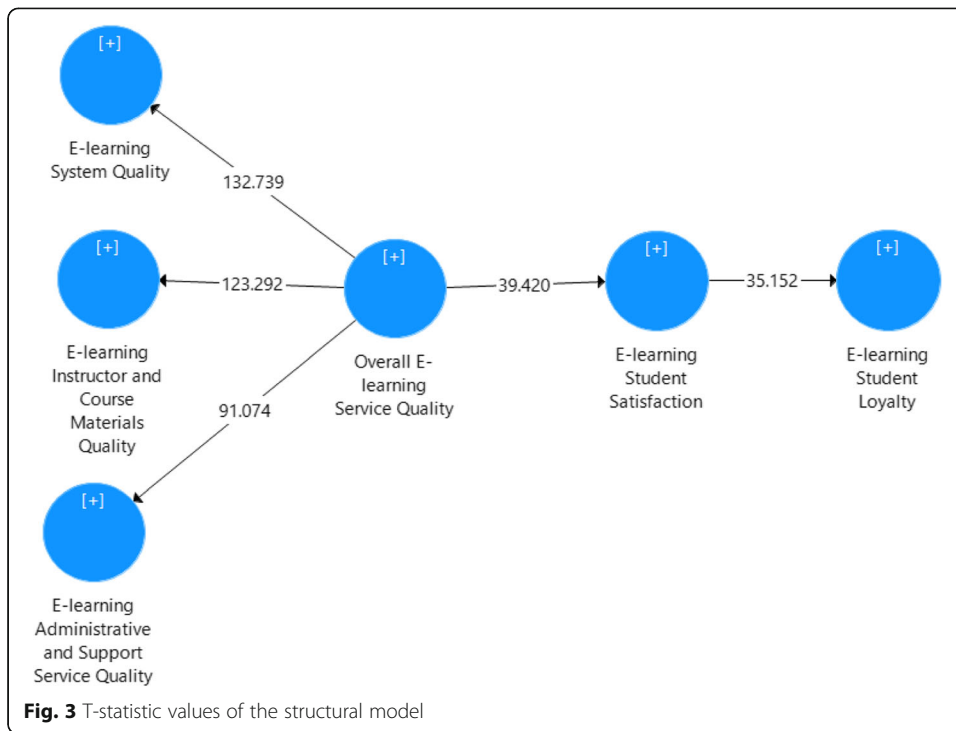 [+]
E-learning
System Quality
132.739
[+]
E-learning
Instructor and
Course
Materials
Quality
123.292
[+]
Overall E-
learning
Service Quality
39.420
[+]
E-learning
Student
Satisfaction
35.152
[+]
E-learning
Student
Loyalty
91.074
[+]
E-learning
Administrative
and Support
Service Quality
Fig. 3 T-statistic values of the structural model